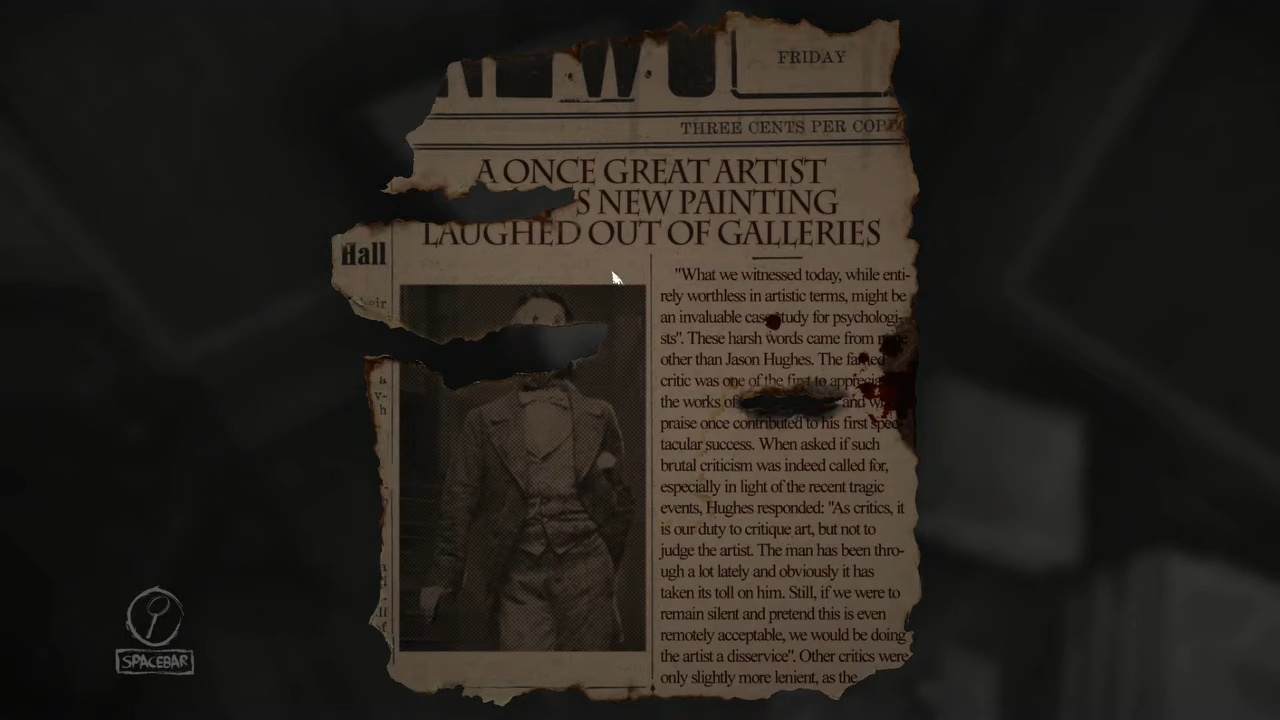 FRIDAY
THREE CENTS PER COPY
A ONCE GREAT ARTIST
'S NEW PAINTING
LAUGHED OUT OF GALLERIES
Hall
"What we witnessed today, while enti-
rely worthless in artistic terms, might be
an invaluable case study for psychologi-
sts". These harsh words came from none
other than Jason Hughes. The famed
critic was one of the first to appreciate
the works of and
praise once contributed to his first spec-
tacular success. When asked if such
brutal criticism was indeed called for,
especially in light of the recent tragic
events, Hughes responded: "As critics, it
is our duty to critique art, but not to
judge the artist. The man has been thro-
ugh a lot lately and obviously it has
taken its toll on him. Still, if we were to
remain silent and pretend this is even
remotely acceptable, we would be doing
the artist a disservice". Other critics were
only slightly more lenient, as the
v-
h
SPACEBAR